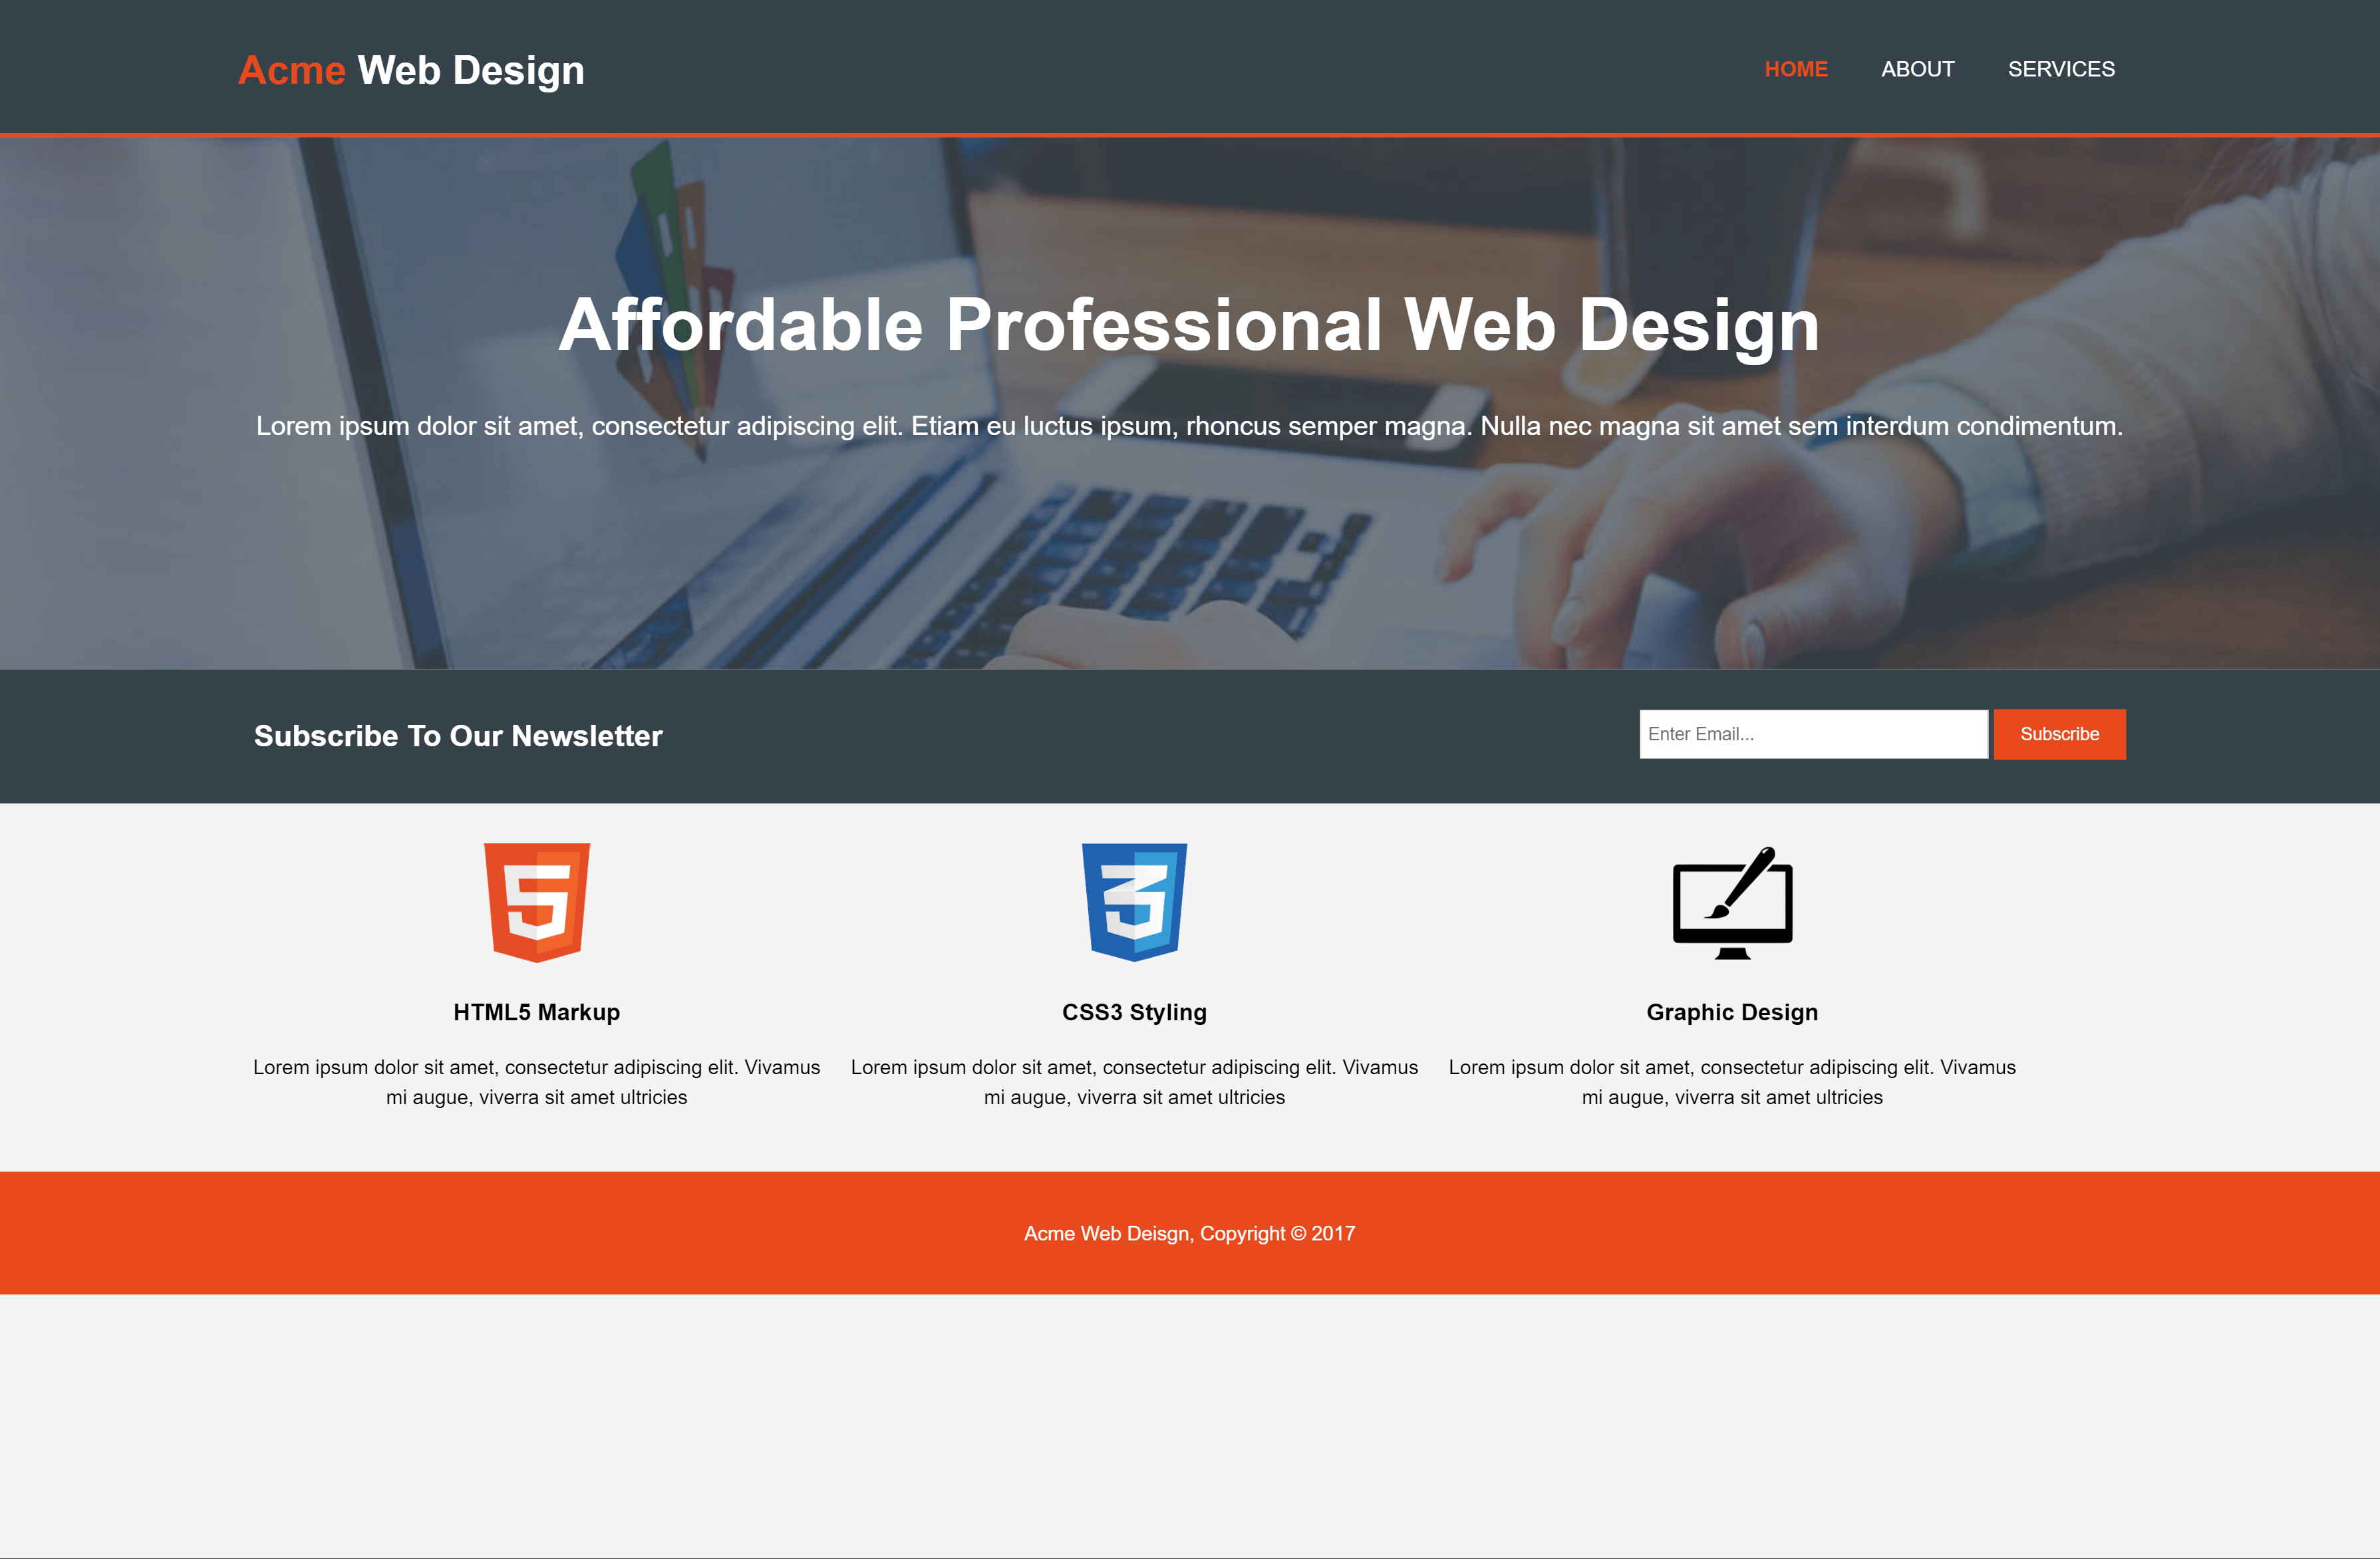 Acme Web Design
HOME ABOUT SERVICES
Affordable Professional Web Design
Lorem ipsum dolor sit amet, consectetur adipiscing elit. Etiam eu luctus ipsum, rhoncus semper magna. Nulla nec magna sit amet sem interdum condimentum.
Subscribe To Our Newsletter
Enter Email...
Subscribe
HTML5 Markup
Lorem ipsum dolor sit amet, consectetur adipiscing elit. Vivamus
mi augue, viverra sit amet ultricies
CSS3 Styling
Lorem ipsum dolor sit amet, consectetur adipiscing elit. Vivamus
mi augue, viverra sit amet ultricies
Graphic Design
Lorem ipsum dolor sit amet, consectetur adipiscing elit. Vivamus
mi augue, viverra sit amet ultricies
Acme Web Deisgn, Copyright © 2017